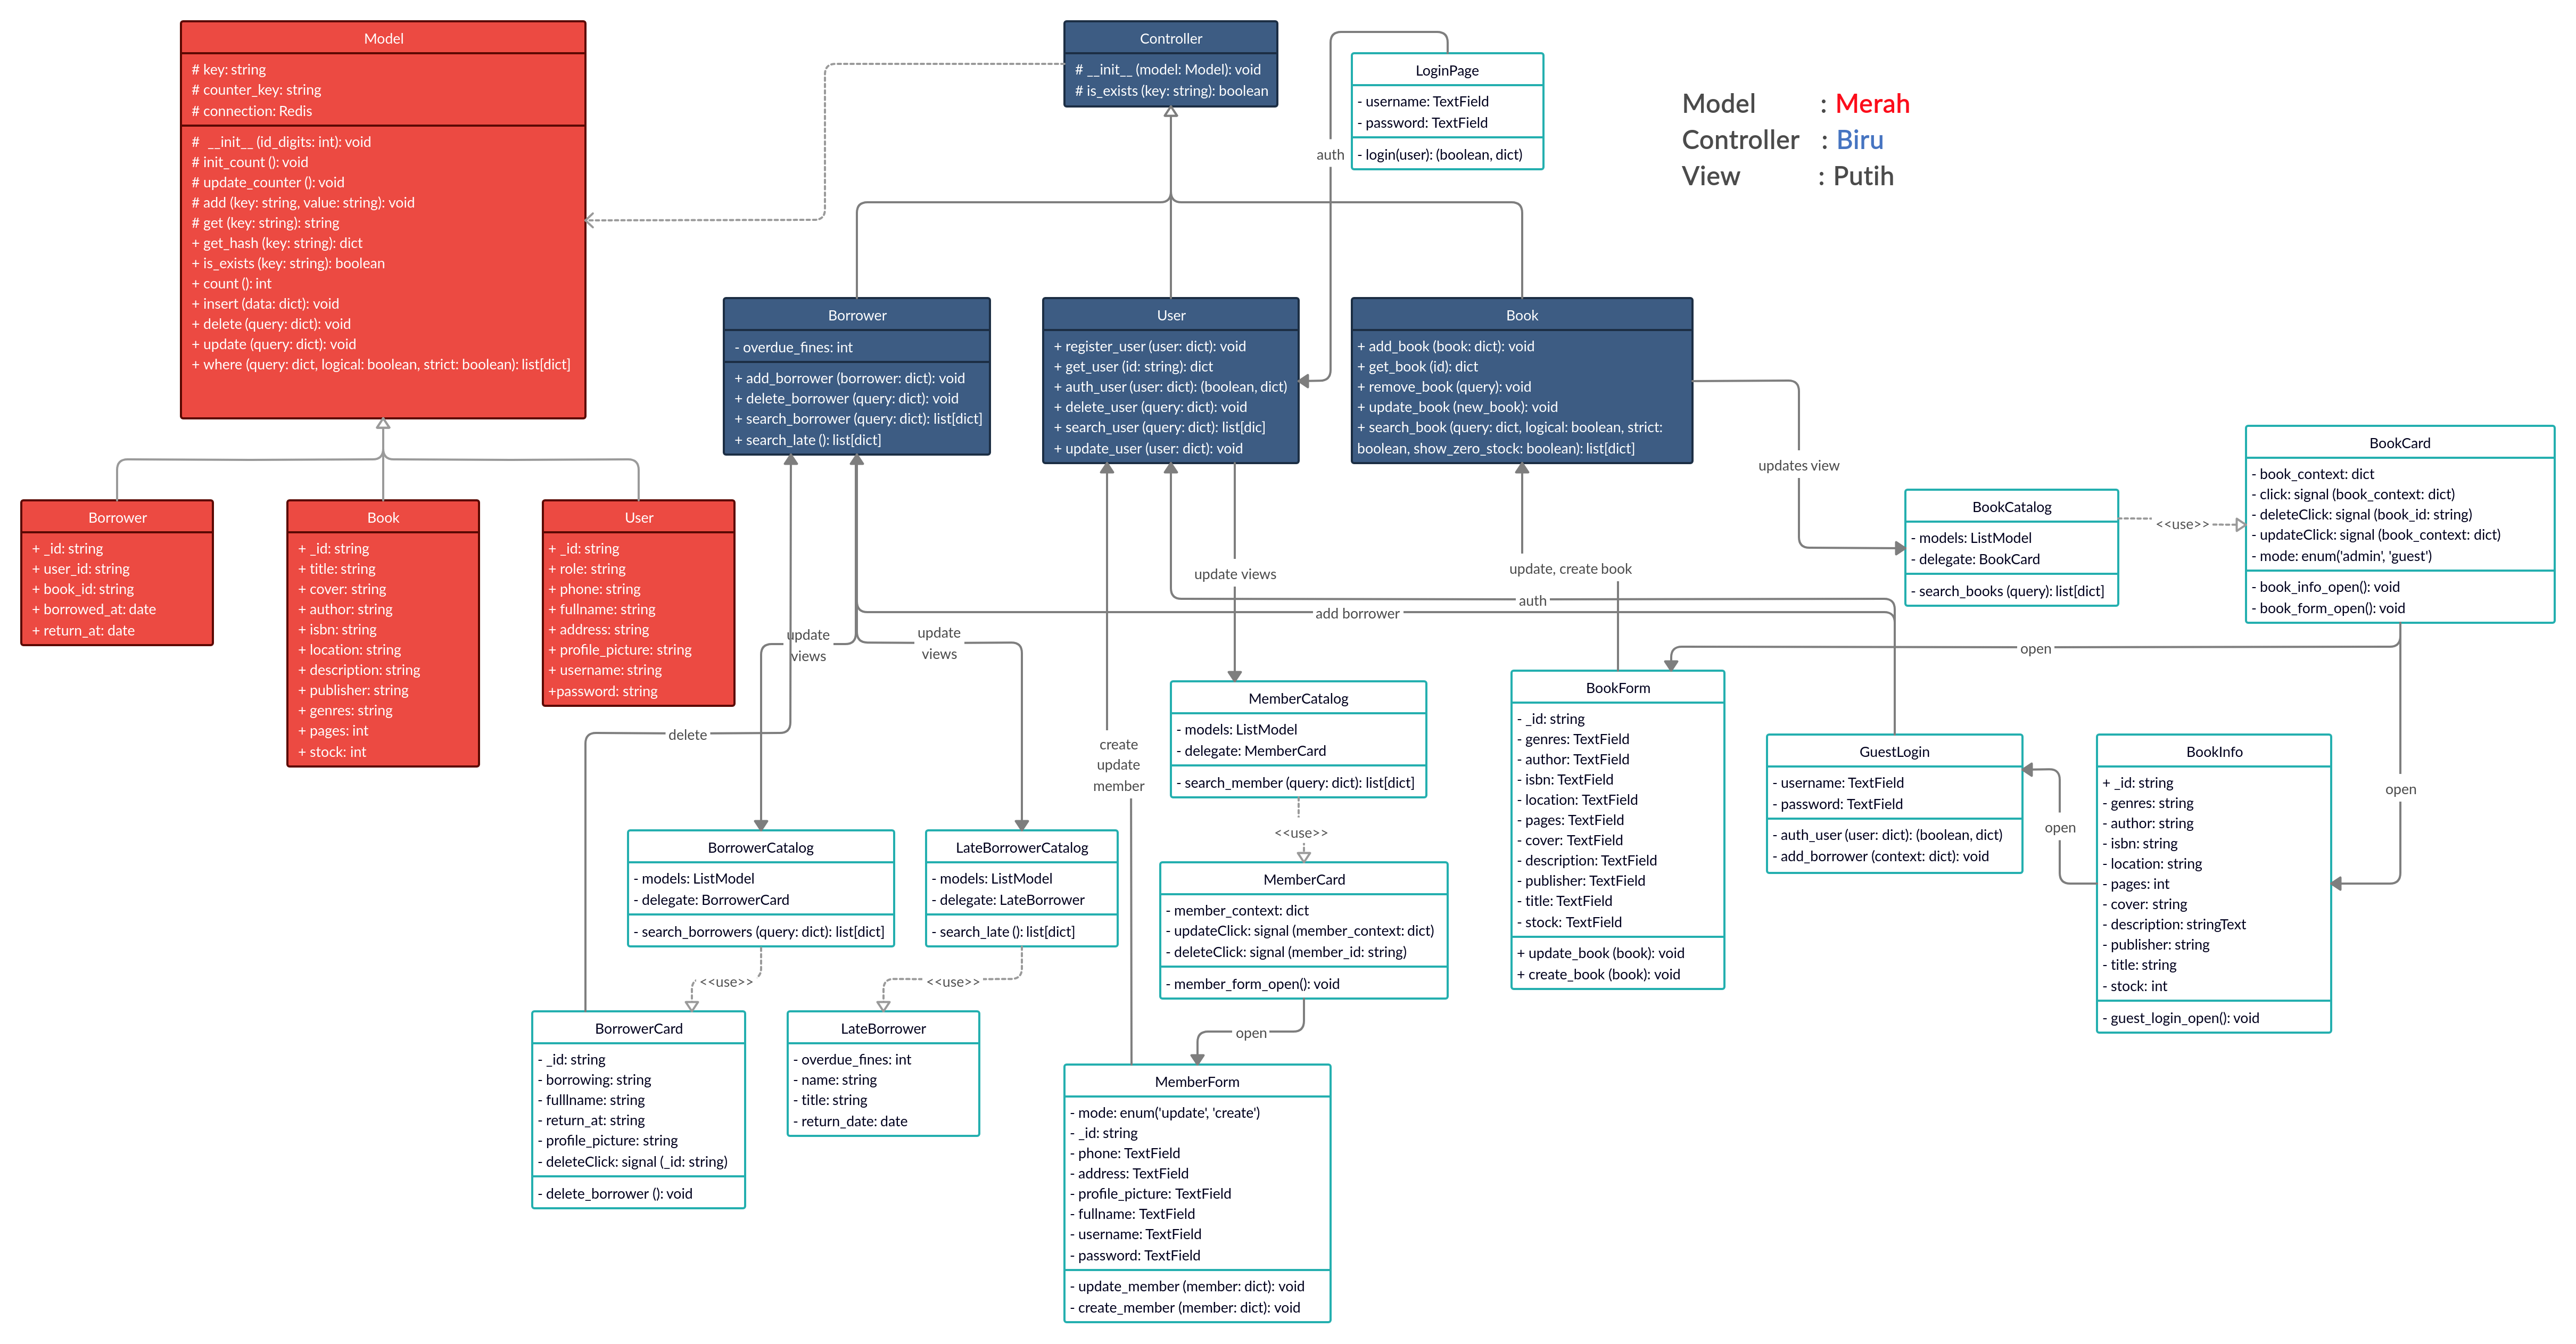 Model
# key: string
# counter_key: string
# connection: Redis
#   __init__ (id_digits: int): void
# init_count (): void
# update_counter (): void
# add (key: string, value: string): void
# get (key: string): string
+ get_hash (key: string): dict
+ is_exists (key: string): boolean
+ count (): int
+ insert (data: dict): void
+ delete (query: dict): void
+ update (query: dict): void
+ where (query: dict, logical: boolean, strict: boolean): list[dict]
Controller
# __init__ (model: Model): void
# is_exists (key: string): boolean
LoginPage
- username: TextField
- password: TextField
- login(user): (boolean, dict)
auth
Model : Merah
Controller : Biru
View : Putih
Borrower
- overdue_fines: int
+ add_borrower (borrower: dict): void
+ delete_borrower (query: dict): void
+ search_borrower (query: dict): list[dict]
+ search_late (): list[dict]
User
+ register_user (user: dict): void
+ get_user (id: string): dict
+ auth_user (user: dict): (boolean, dict)
+ delete_user (query: dict): void
+ search_user (query: dict): list[dic]
+ update_user (user: dict): void
Book
+ add_book (book: dict): void
+ get_book (id): dict
+ remove_book (query): void
+ update_book (new_book): void
+ search_book (query: dict, logical: boolean, strict:
boolean, show_zero_stock: boolean): list[dict]
updates view
BookCatalog
- models: ListModel
- delegate: BookCard
- search_books (query): list[dict]
<<use>>
BookCard
- book_context: dict
- click: signal (book_context: dict)
- deleteClick: signal (book_id: string)
- updateClick: signal (book_context: dict)
- mode: enum('admin', 'guest')
- book_info_open(): void
- book_form_open(): void
Borrower
+ _id: string
+ user_id: string
+ book_id: string
+ borrowed_at: date
+ return_at: date
Book
+ _id: string
+ title: string
+ cover: string
+ author: string
+ isbn: string
+ location: string
+ description: string
+ publisher: string
+ genres: string
+ pages: int
+ stock: int
User
+ _id: string
+ role: string
+ phone: string
+ fullname: string
+ address: string
+ profile_picture: string
+ username: string
+password: string
update
views
update
views
update views
update, create book
auth
add borrower
open
delete
create
update
member
MemberCatalog
- models: ListModel
- delegate: MemberCard
- search_member (query: dict): list[dict]
<<use>>
MemberCard
- member_context: dict
- updateClick: signal (member_context: dict)
- deleteClick: signal (member_id: string)
- member_form_open(): void
open
BookForm
- _id: string
- genres: TextField
- author: TextField
- isbn: TextField
- location: TextField
- pages: TextField
- cover: TextField
- description: TextField
- publisher: TextField
- title: TextField
- stock: TextField
+ update_book (book): void
+ create_book (book): void
GuestLogin
- username: TextField
- password: TextField
- auth_user (user: dict): (boolean, dict)
- add_borrower (context: dict): void
open
BookInfo
+ _id: string
- genres: string
- author: string
- isbn: string
- location: string
- pages: int
- cover: string
- description: stringText
- publisher: string
- title: string
- stock: int
- guest_login_open(): void
open
BorrowerCatalog
- models: ListModel
- delegate: BorrowerCard
- search_borrowers (query: dict): list[dict]
<<use>>
LateBorrowerCatalog
- models: ListModel
- delegate: LateBorrower
- search_late (): list[dict]
<<use>>
BorrowerCard
- _id: string
- borrowing: string
- fulllname: string
- return_at: string
- profile_picture: string
- deleteClick: signal (_id: string)
- delete_borrower (): void
LateBorrower
- overdue_fines: int
- name: string
- title: string
- return_date: date
MemberForm
- mode: enum('update', 'create')
- _id: string
- phone: TextField
- address: TextField
- profile_picture: TextField
- fullname: TextField
- username: TextField
- password: TextField
- update_member (member: dict): void
- create_member (member: dict): void